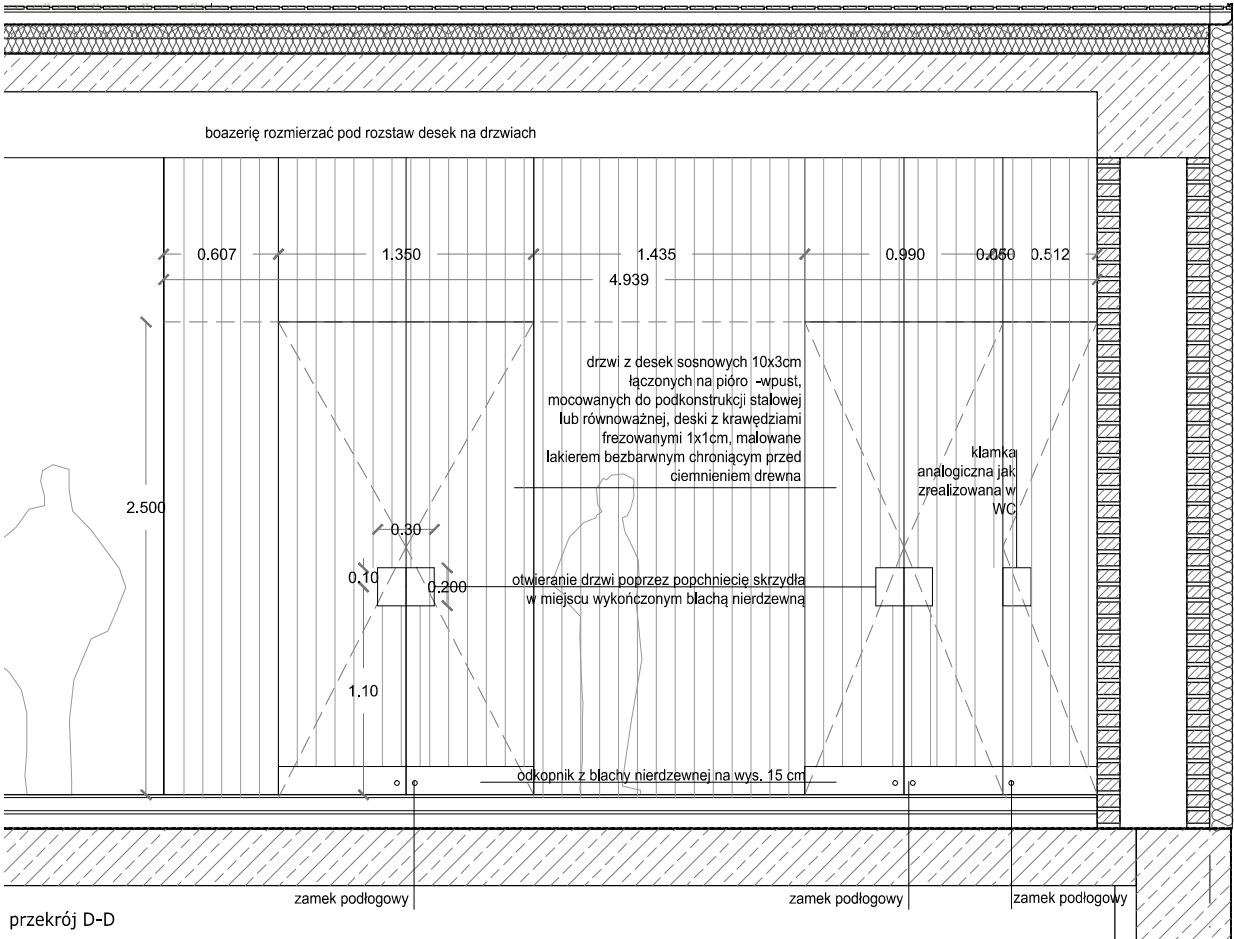 boazerię rozmierzać pod rozstaw desek na drzwiach
0.607
1.350
1.435
0.990
0.512
4.939
drzwi z desek sosnowych 10x3cm
łączonych na pióro -wpust,
mocowanych do podkonstrukcji stalowej
lub równoważnej, deski z krawędziami
frezowanymi 1x1cm, malowane
lakierem bezbarwnym chroniącym przed
ciemnieniem drewna
klamka
analogiczna jak
zrealizowana w
WC
2.500
0.30
0.10
0.200
otwieranie drzwi poprzez popchniecię skrzydła
w miejscu wykończonym blachą nierdzewną
1.10
odkopnik z blachy nierdzewnej na wys. 15 cm
zamek podłogowy
zamek podłogowy
zamek podłogowy
przekrój D-D